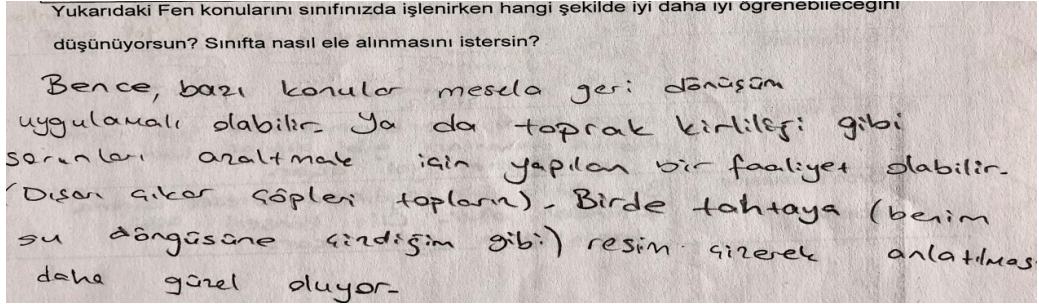 Yukarıdaki Fen konularını sınıfınızda işlenirken hangi şekilde iyi daha iyi öğrenebileceğini
düşünüyorsun? Sınıfta nasıl ele alınmasını istersin?
Bence, bazı konular mesela geri dönüşüm
uygulamalı olabilir. Ya da toprak kirliliği gibi
sorunları azaltmak için yapılan bir faaliyet olabilir.
(Dışarı çıkar çöpleri toplarız). Birde tahtaya (benim
su döngüsüne çizdiğim gibi) resim çizerek anlatılmas
daha güzel oluyor.